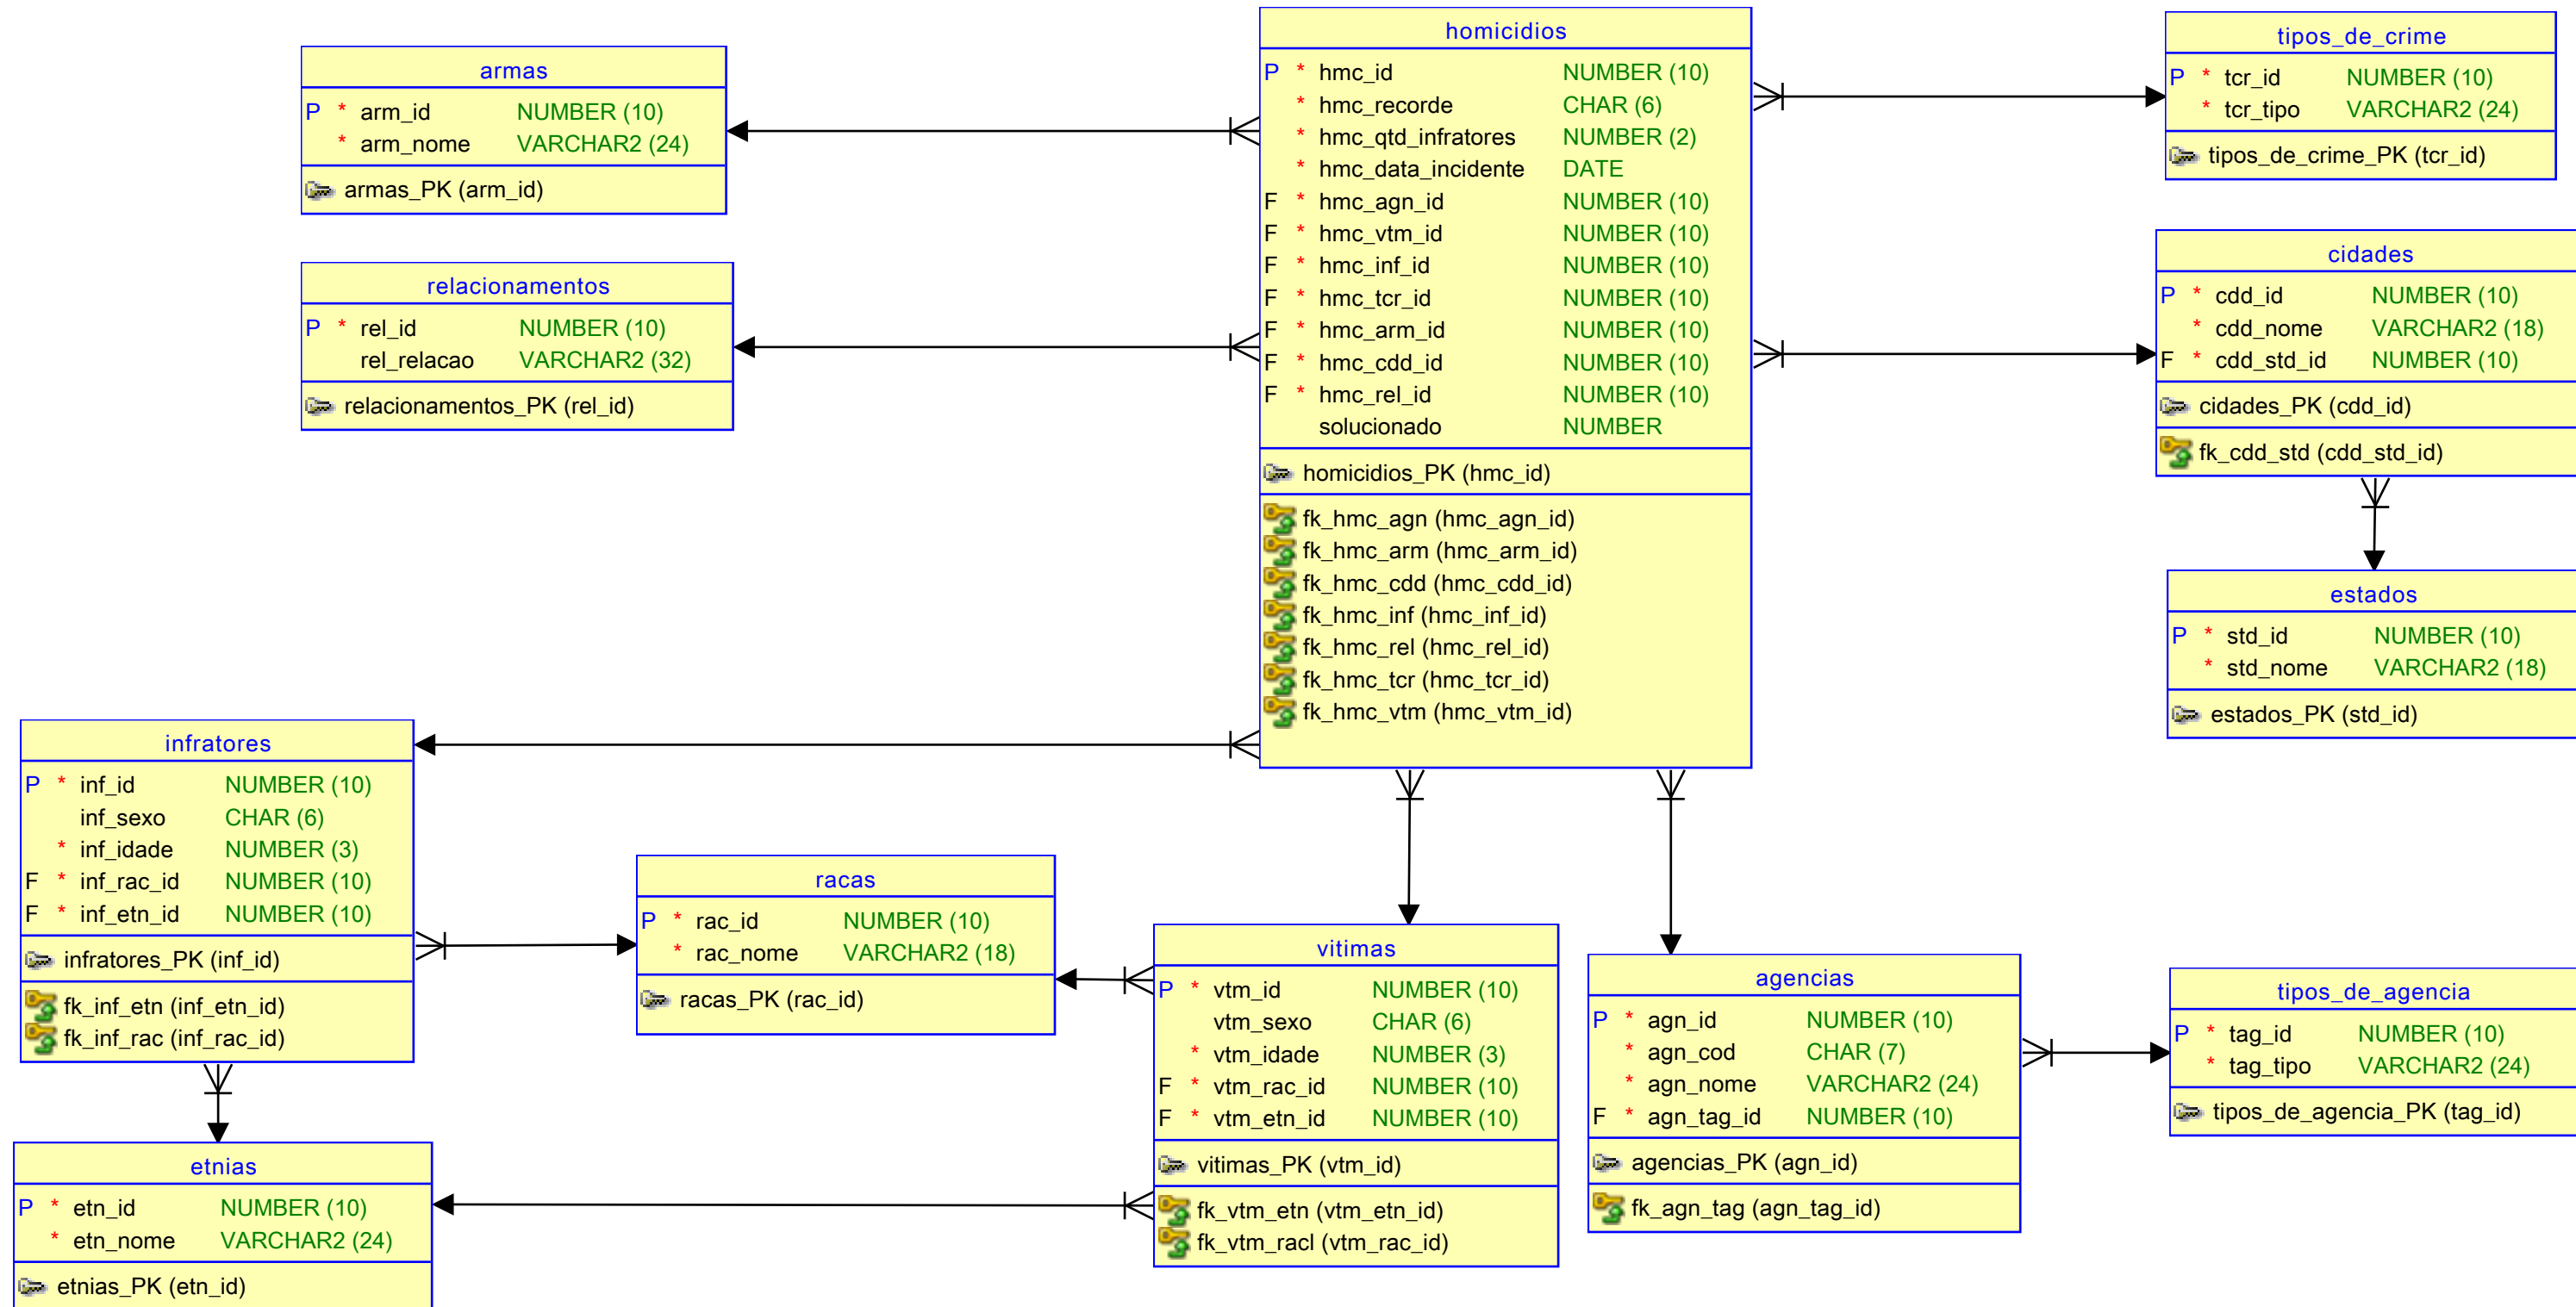 armas
P * arm_id NUMBER (10)
* arm_nome VARCHAR2 (24)
armas_PK (arm_id)
relacionamentos
P * rel_id NUMBER (10)
rel_relacao VARCHAR2 (32)
relacionamentos_PK (rel_id)
homicidios
P * hmc_id NUMBER (10)
* hmc_recorde CHAR (6)
* hmc_qtd_infratores NUMBER (2)
* hmc_data_incidente DATE
F * hmc_agn_id NUMBER (10)
F * hmc_vtm_id NUMBER (10)
F * hmc_inf_id NUMBER (10)
F * hmc_tcr_id NUMBER (10)
F * hmc_arm_id NUMBER (10)
F * hmc_cdd_id NUMBER (10)
F * hmc_rel_id NUMBER (10)
solucionado NUMBER
homicidios_PK (hmc_id)
fk_hmc_agn (hmc_agn_id)
fk_hmc_arm (hmc_arm_id)
fk_hmc_cdd (hmc_cdd_id)
fk_hmc_inf (hmc_inf_id)
fk_hmc_rel (hmc_rel_id)
fk_hmc_tcr (hmc_tcr_id)
fk_hmc_vtm (hmc_vtm_id)
tipos_de_crime
P * tcr_id NUMBER (10)
* tcr_tipo VARCHAR2 (24)
tipos_de_crime_PK (tcr_id)
cidades
P * cdd_id NUMBER (10)
* cdd_nome VARCHAR2 (18)
F * cdd_std_id NUMBER (10)
cidades_PK (cdd_id)
fk_cdd_std (cdd_std_id)
estados
P * std_id NUMBER (10)
* std_nome VARCHAR2 (18)
estados_PK (std_id)
infratores
P * inf_id NUMBER (10)
inf_sexo CHAR (6)
* inf_idade NUMBER (3)
F * inf_rac_id NUMBER (10)
F * inf_etn_id NUMBER (10)
infratores_PK (inf_id)
fk_inf_etn (inf_etn_id)
fk_inf_rac (inf_rac_id)
racas
P * rac_id NUMBER (10)
* rac_nome VARCHAR2 (18)
racas_PK (rac_id)
vitimas
P * vtm_id NUMBER (10)
vtm_sexo CHAR (6)
* vtm_idade NUMBER (3)
F * vtm_rac_id NUMBER (10)
F * vtm_etn_id NUMBER (10)
vitimas_PK (vtm_id)
fk_vtm_etn (vtm_etn_id)
fk_vtm_racl (vtm_rac_id)
agencias
P * agn_id NUMBER (10)
* agn_cod CHAR (7)
* agn_nome VARCHAR2 (24)
F * agn_tag_id NUMBER (10)
agencias_PK (agn_id)
fk_agn_tag (agn_tag_id)
tipos_de_agencia
P * tag_id NUMBER (10)
* tag_tipo VARCHAR2 (24)
tipos_de_agencia_PK (tag_id)
etnias
P * etn_id NUMBER (10)
* etn_nome VARCHAR2 (24)
etnias_PK (etn_id)